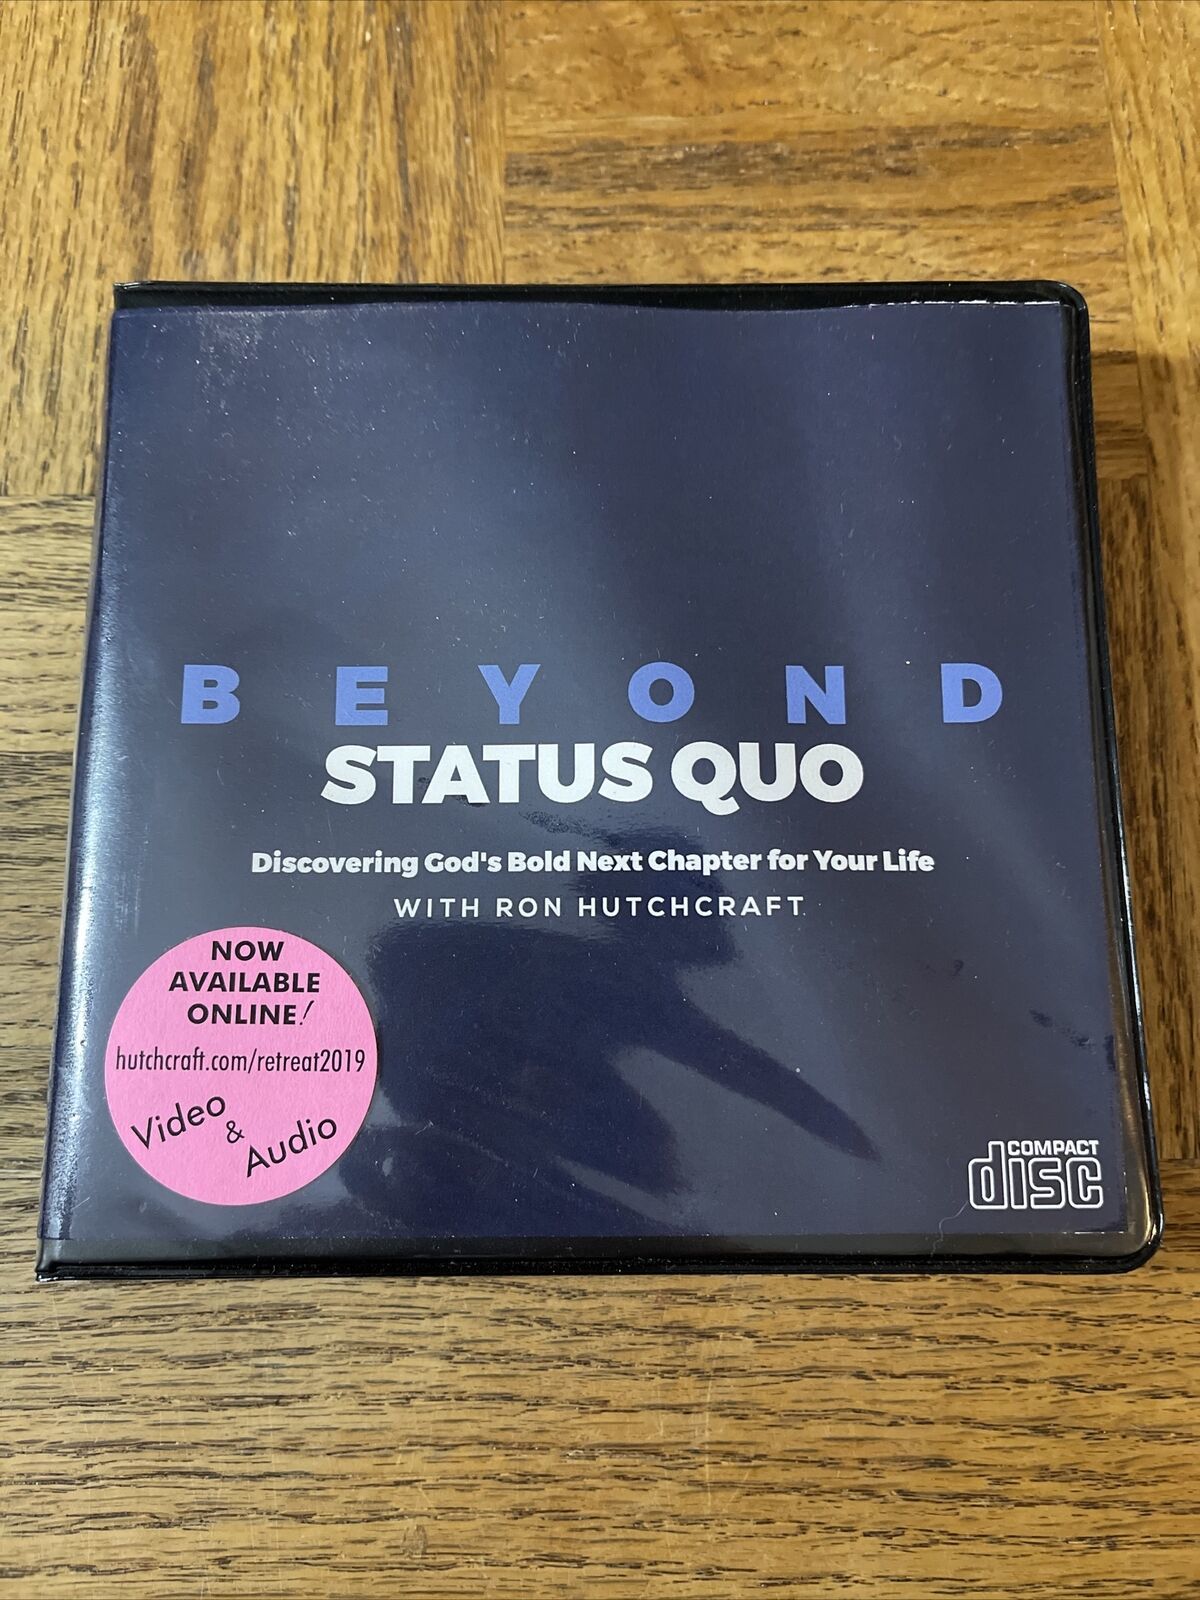 BEYOND
STATUS QUO
Discovering God's Bold Next Chapter for Your Life
WITH RON HUTCHCRAFT
NOW
AVAILABLE
ONLINE!
hutchcraft.com/retreat2019
Video
&
Audio
COMPACT
disc